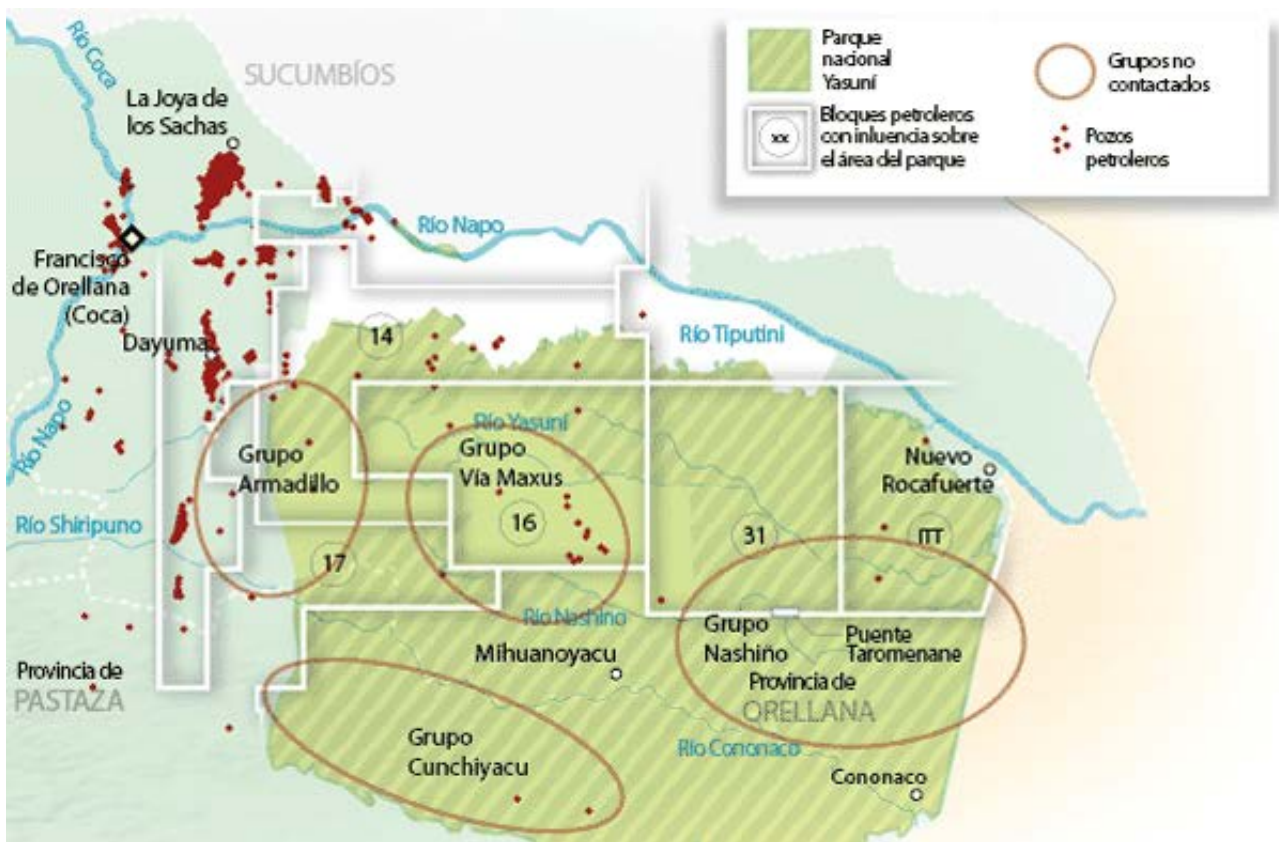 Río Coca
SUCUMBÍOS
La Joya de
los Sachas
Parque
nacional
Yasuní
Grupos no
contactados
xx
Bloques petroleros
con inluencia sobre
el área del parque
Pozos
petroleros
Río Napo
Francisco
de Orellana
(Coca)
Dayuma
14
Río Tiputini
Río Napo
Río Yasuní
Grupo
Armadillo
Grupo
Vía Maxus
Nuevo
Rocafuerte
Río Shiripuno
16
31
ITT
17
Río Nashino
Grupo
Nashiño
Puente
Taromenane
Mihuanoyacu
Provincia de
PASTAZA
Provincia de
ORELLANA
Grupo
Cunchiyacu
Río Cononaco
Cononaco